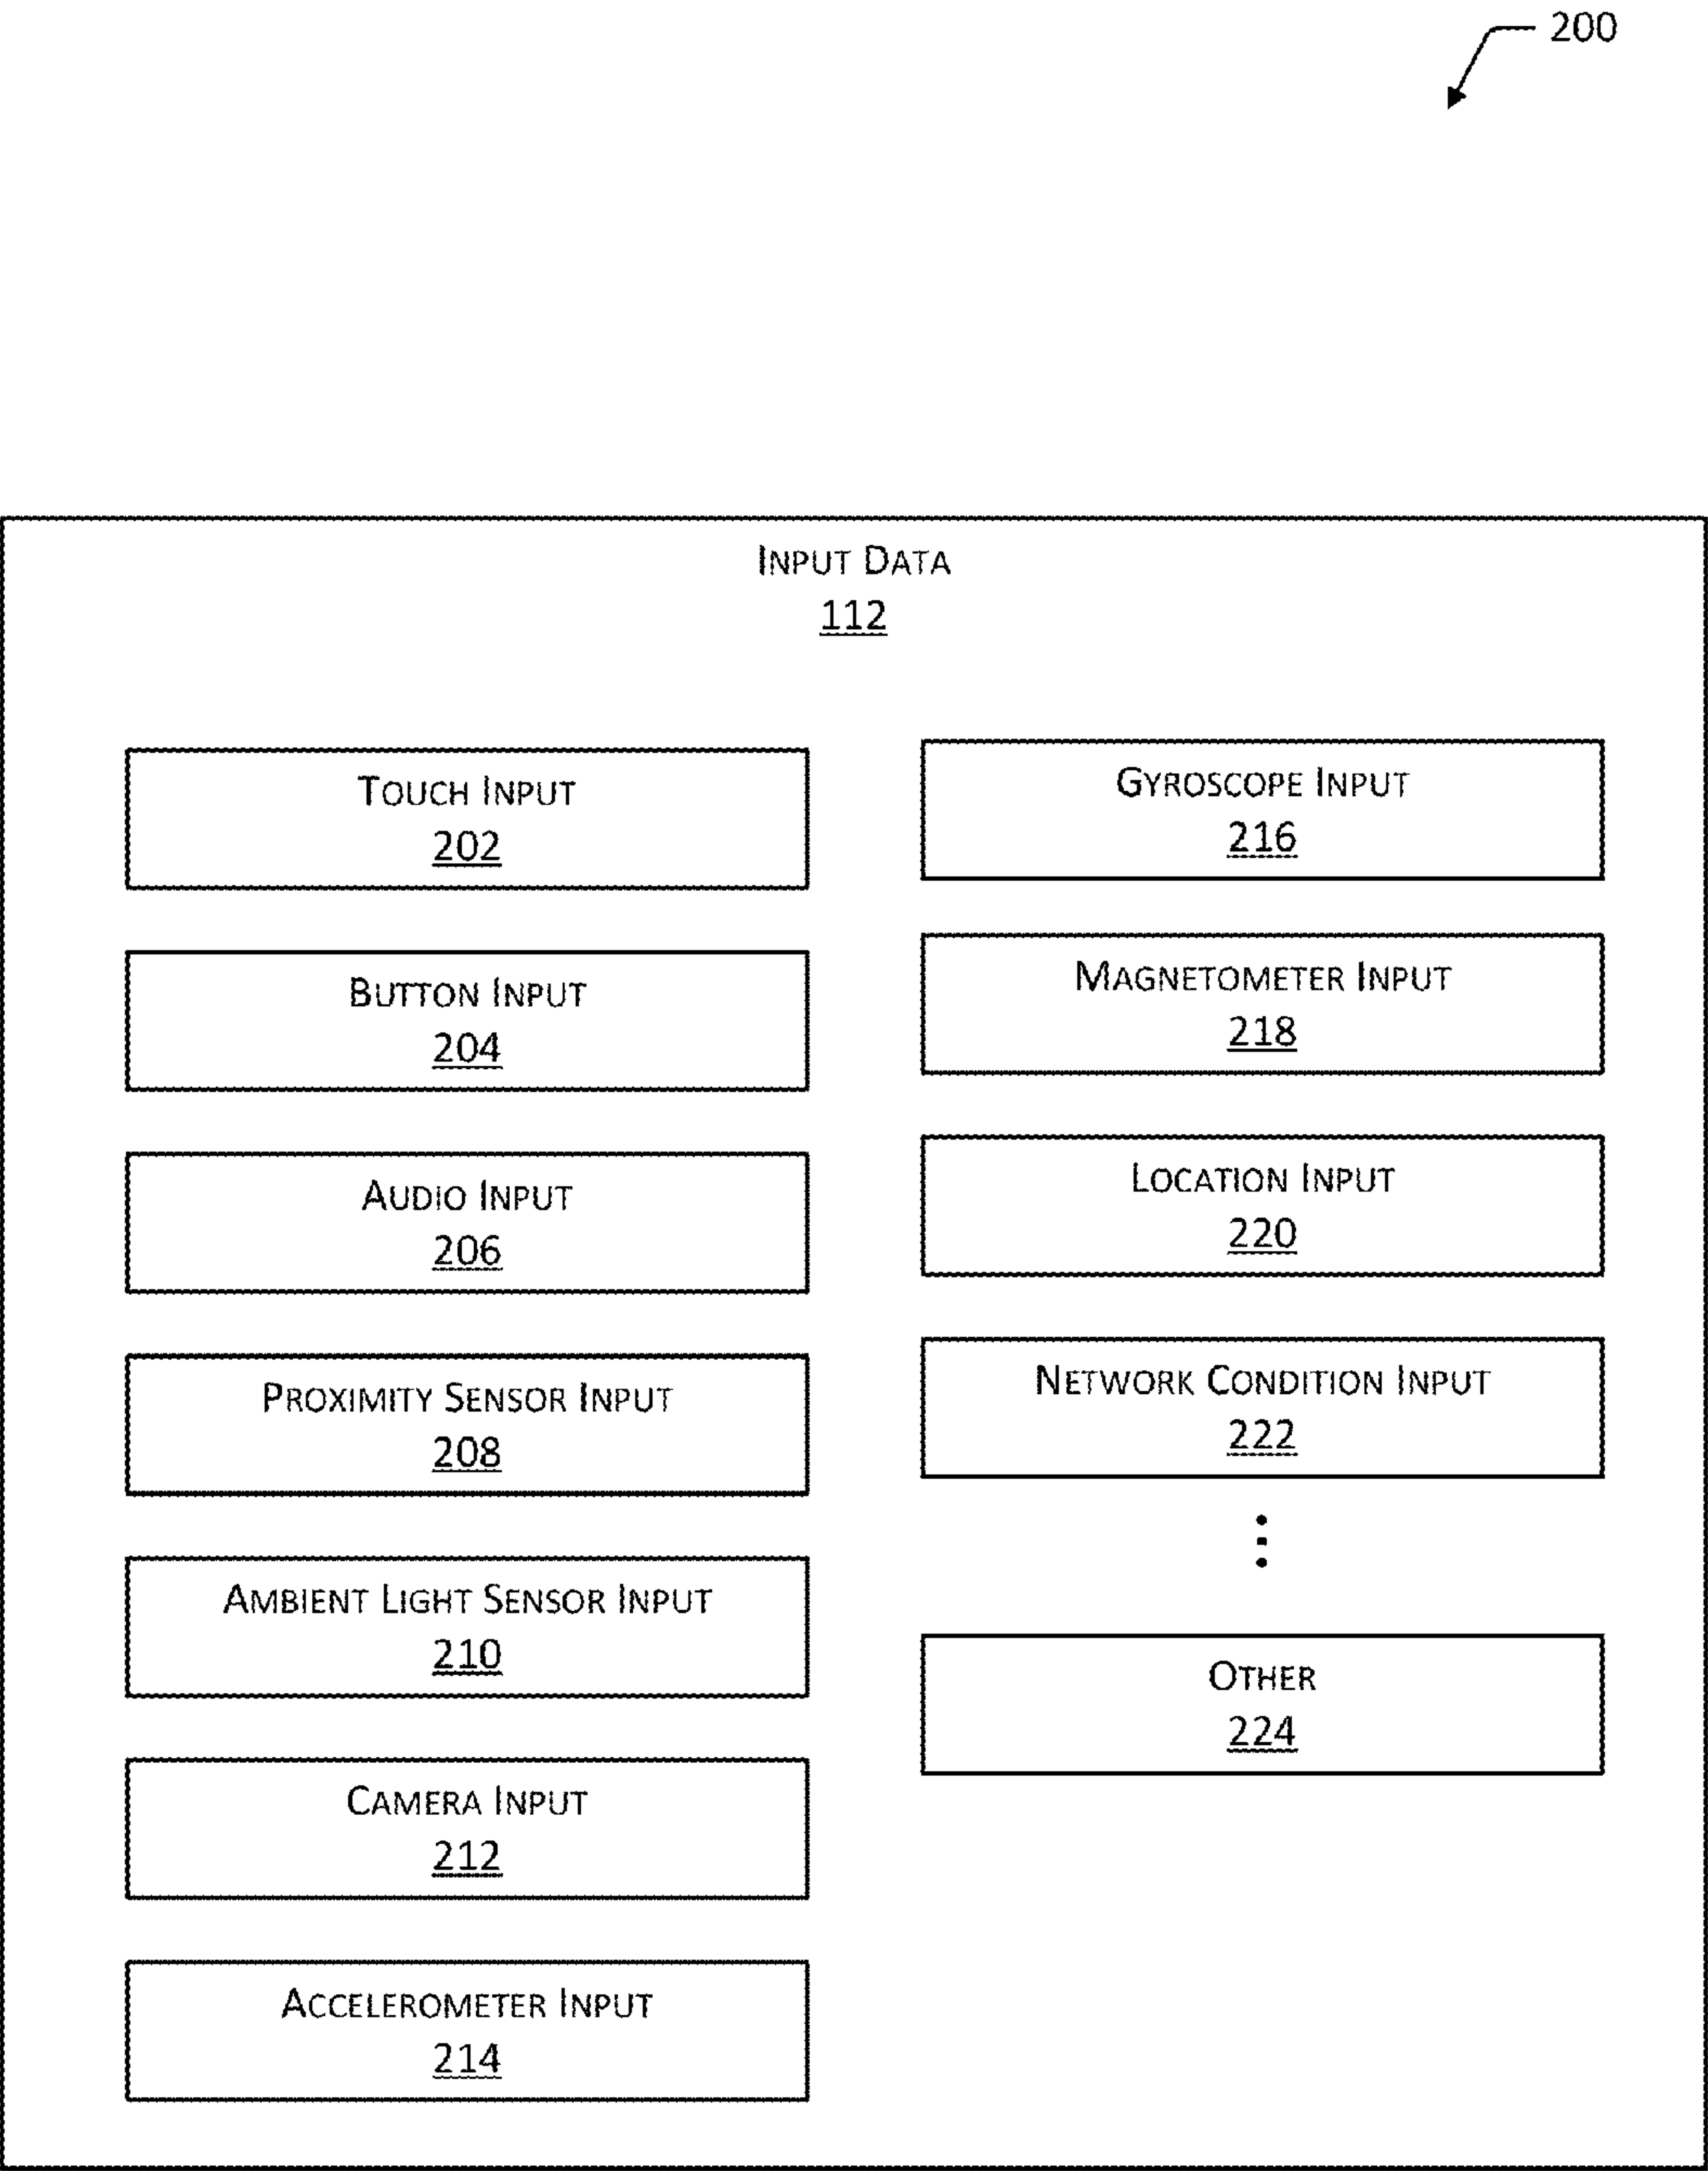 200
INPUT DATA
112
TOUCH INPUT
202
BUTTON INPUT
204
AUDIO INPUT
206
PROXIMITY SENSOR INPUT
208
AMBIENT LIGHT SENSOR INPUT
210
CAMERA INPUT
212
ACCELEROMETER INPUT
214
GYROSCOPE INPUT
216
MAGNETOMETER INPUT
218
LOCATION INPUT
220
NETWORK CONDITION INPUT
222
OTHER
224